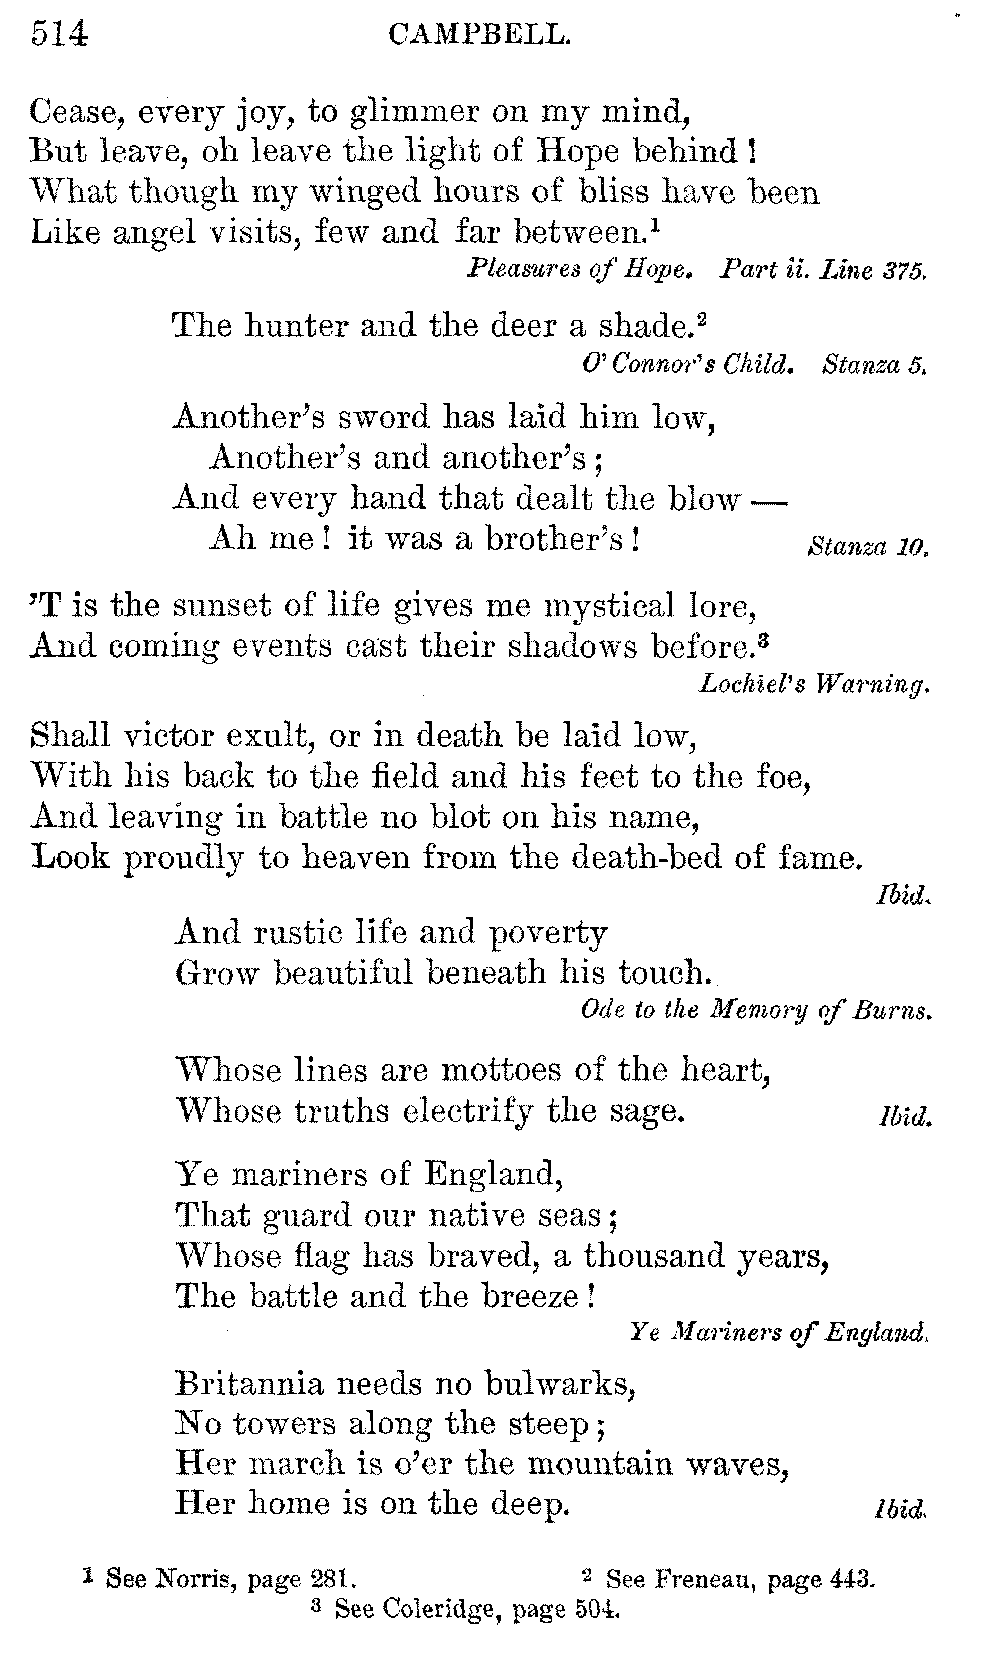 514 CAMPBELL.
Cease, every joy, to glimmer on my mind,
But leave, oh leave the light of Hope behind!
What though my winged hours of bliss have been
Like angel visits, few and far between.¹
Pleasures of Hope. Part ii. Line 375.
The hunter and the deer a shade.²
O'Connor's Child. Stanza 5.
Another's sword has laid him low,
Another's and another's;
And every hand that dealt the blow —
Ah me! it was a brother's! Stanza 10.
'T is the sunset of life gives me mystical lore,
And coming events cast their shadows before.³
Lochiel's Warning.
Shall victor exult, or in death be laid low,
With his back to the field and his feet to the foe,
And leaving in battle no blot on his name,
Look proudly to heaven from the death-bed of fame.
Ibid.
And rustic life and poverty
Grow beautiful beneath his touch.
Ode to the Memory of Burns.
Whose lines are mottoes of the heart,
Whose truths electrify the sage. Ibid.
Ye mariners of England,
That guard our native seas;
Whose flag has braved, a thousand years,
The battle and the breeze!
Ye Mariners of England.
Britannia needs no bulwarks,
No towers along the steep;
Her march is o'er the mountain waves,
Her home is on the deep. Ibid.
¹ See Norris, page 281. ² See Freneau, page 443.
³ See Coleridge, page 504.